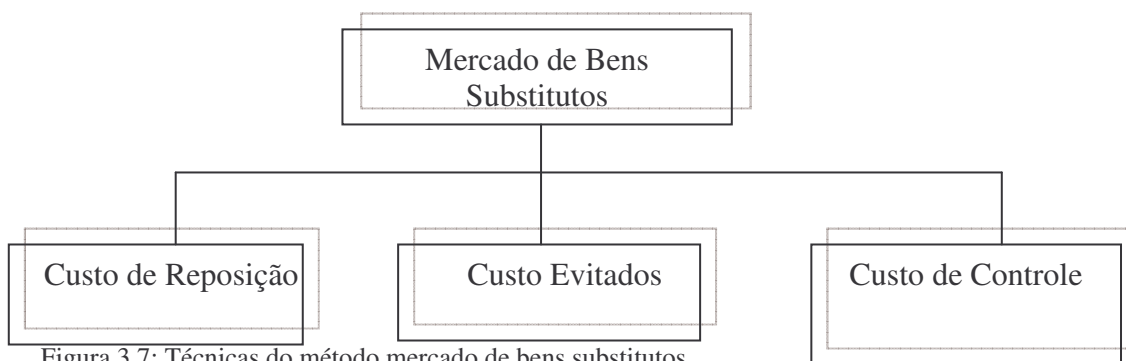 Mercado de Bens
Substitutos
Custo de Reposição
Custo Evitados
Custo de Controle
Figura 3.7: Técnicas do método mercado de bens substitutos